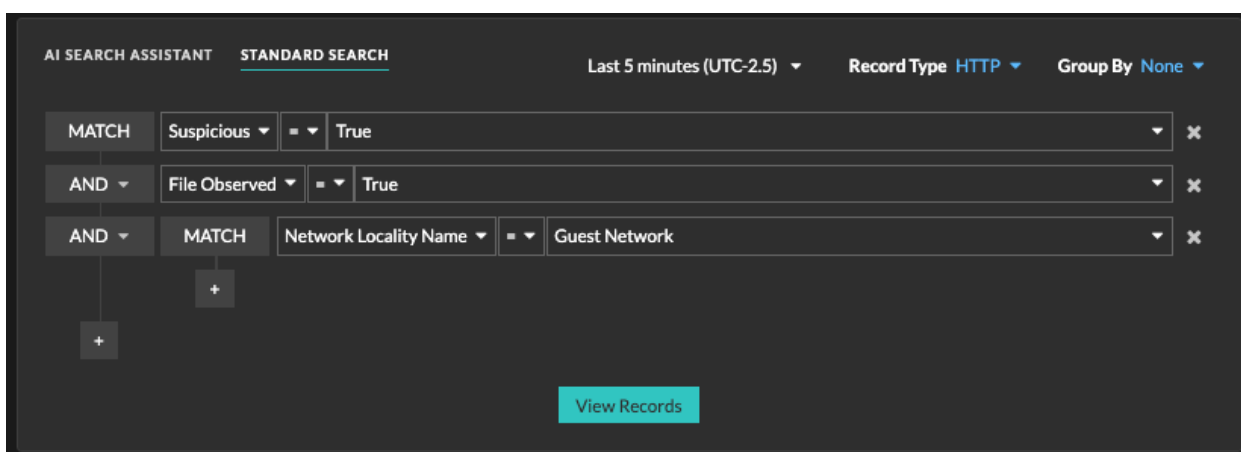 AI SEARCH ASSISTANT STANDARD SEARCH Last 5 minutes (UTC-2.5) Record Type HTTP Group By None
MATCH Suspicious = True
AND File Observed = True
AND MATCH Network Locality Name = Guest Network
+
+
View Records